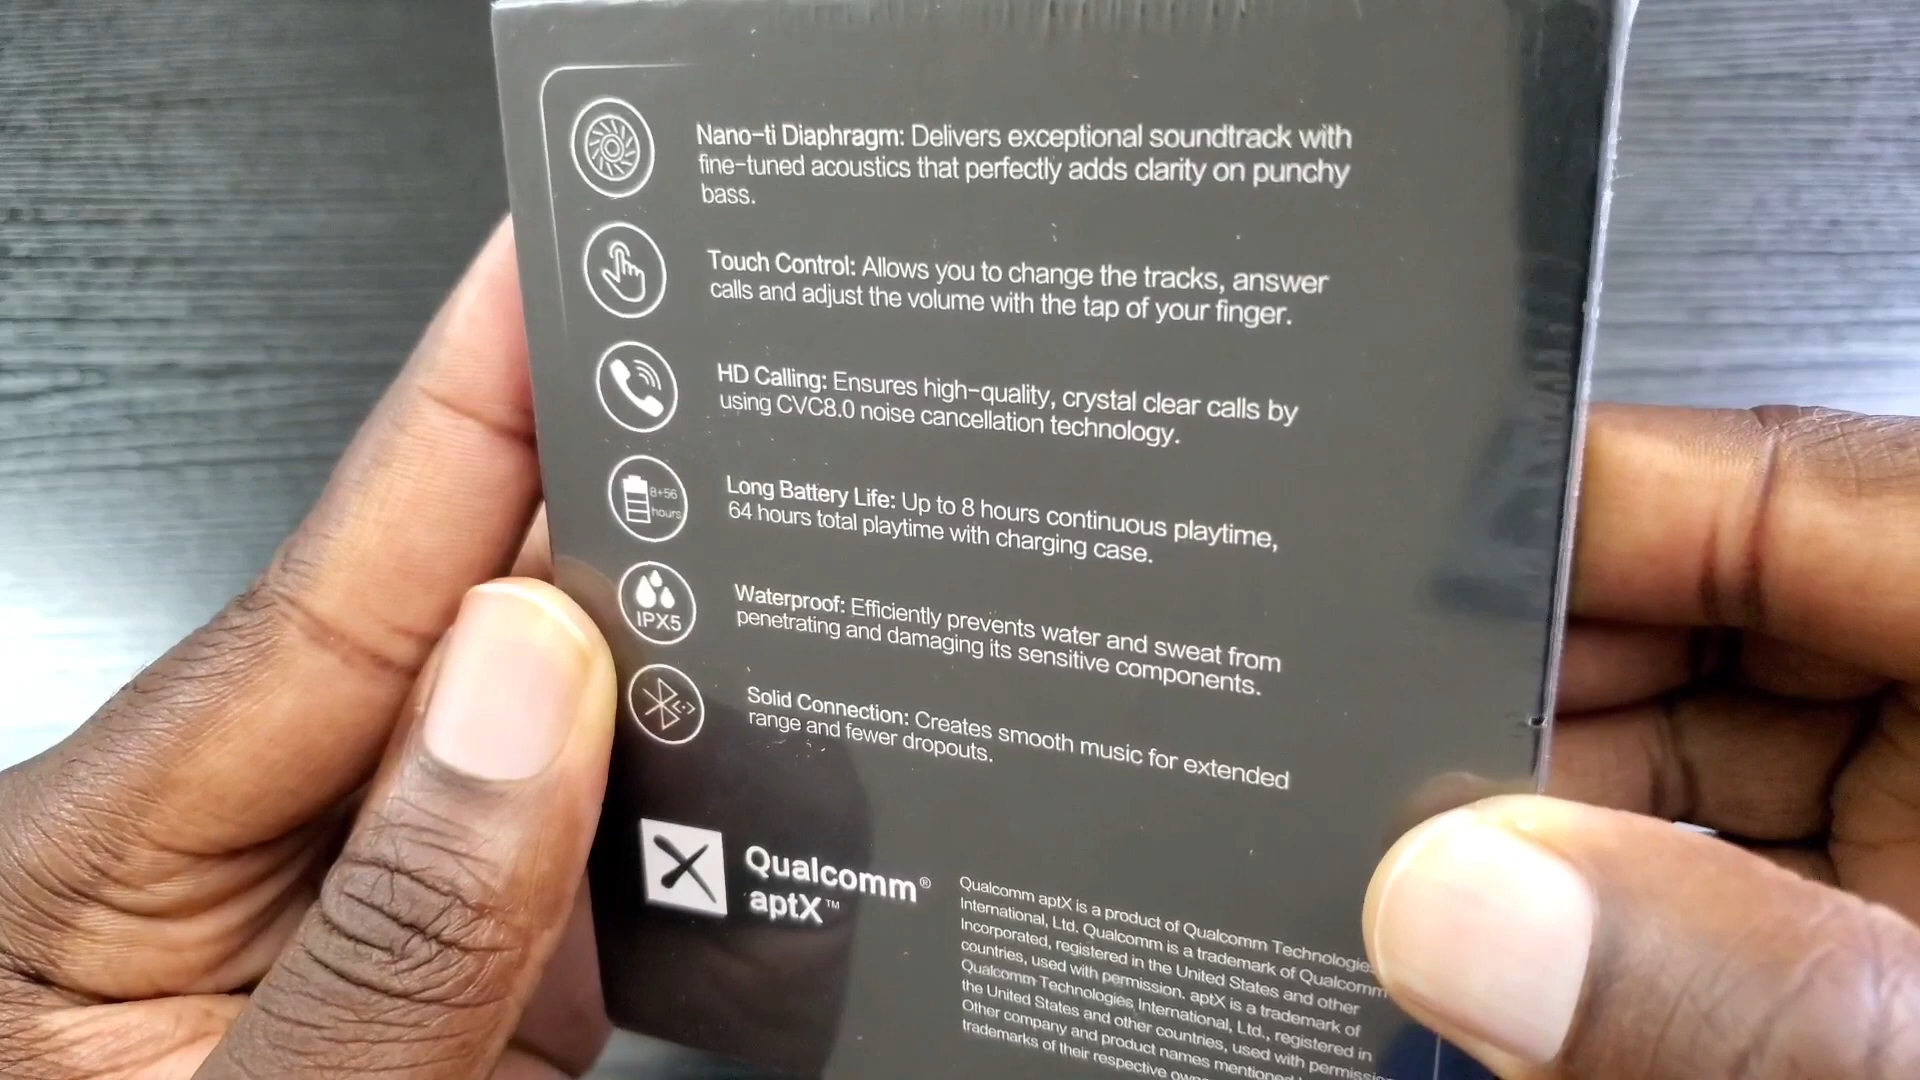 Nano-ti Diaphragm: Delivers exceptional soundtrack with
fine-tuned acoustics that perfectly adds clarity on punchy
bass.
Touch Control: Allows you to change the tracks, answer
calls and adjust the volume with the tap of your finger.
HD Calling: Ensures high-quality, crystal clear calls by
using CVC8.0 noise cancellation technology.
8+56
hours
Long Battery Life: Up to 8 hours continuous playtime,
64 hours total playtime with charging case.
IPX5
Waterproof: Efficiently prevents water and sweat from
penetrating and damaging its sensitive components.
Solid Connection: Creates smooth music for extended
range and fewer dropouts.
Qualcomm®
aptX™
Qualcomm aptX is a product of Qualcomm Technologies
International, Ltd. Qualcomm is a trademark of Qualcomm
Incorporated, registered in the United States and other
countries, used with permission. aptX is a trademark of
Qualcomm Technologies International, Ltd., registered in
the United States and other countries, used with permission
Other company and product names mentioned
trademarks of their respective